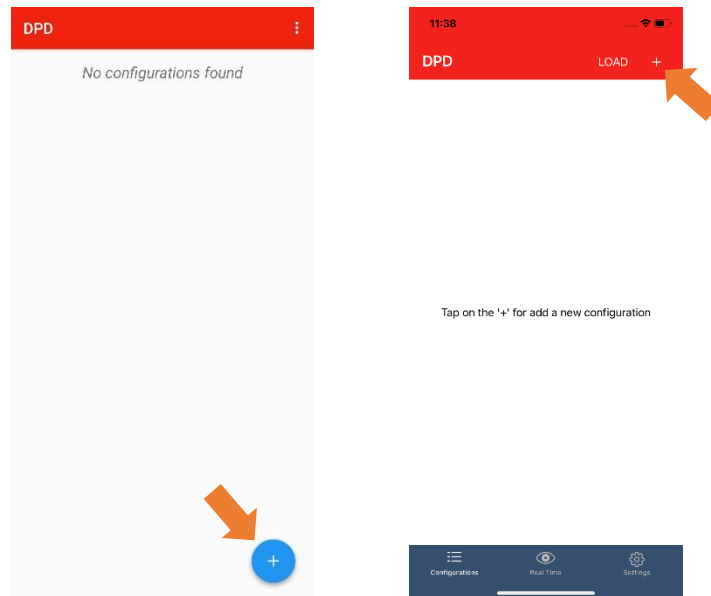 DPD
No configurations found
+
11:38
DPD LOAD +
Tap on the '+' for add a new configuration
Configurations Real Time Settings